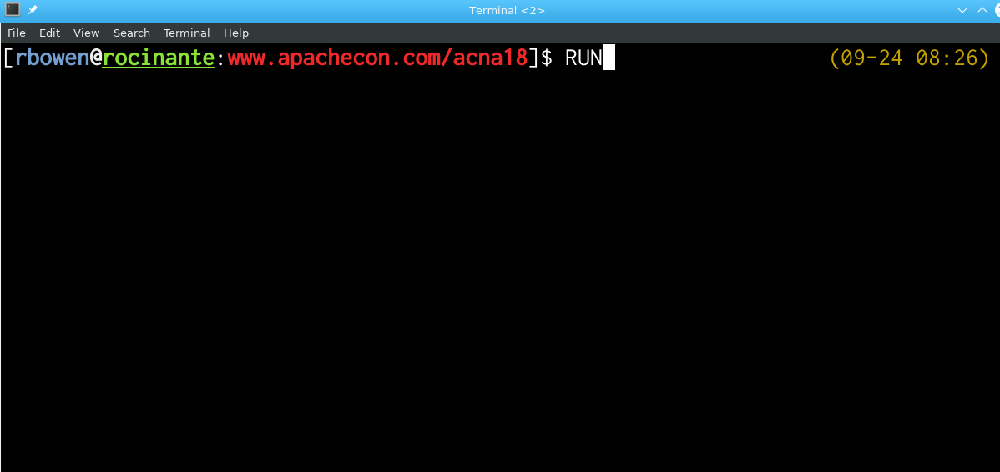 Terminal <2>
File Edit View Search Terminal Help
[rbowen@rocinante:www.apachecon.com/acna18]$ RUN (09-24 08:26)